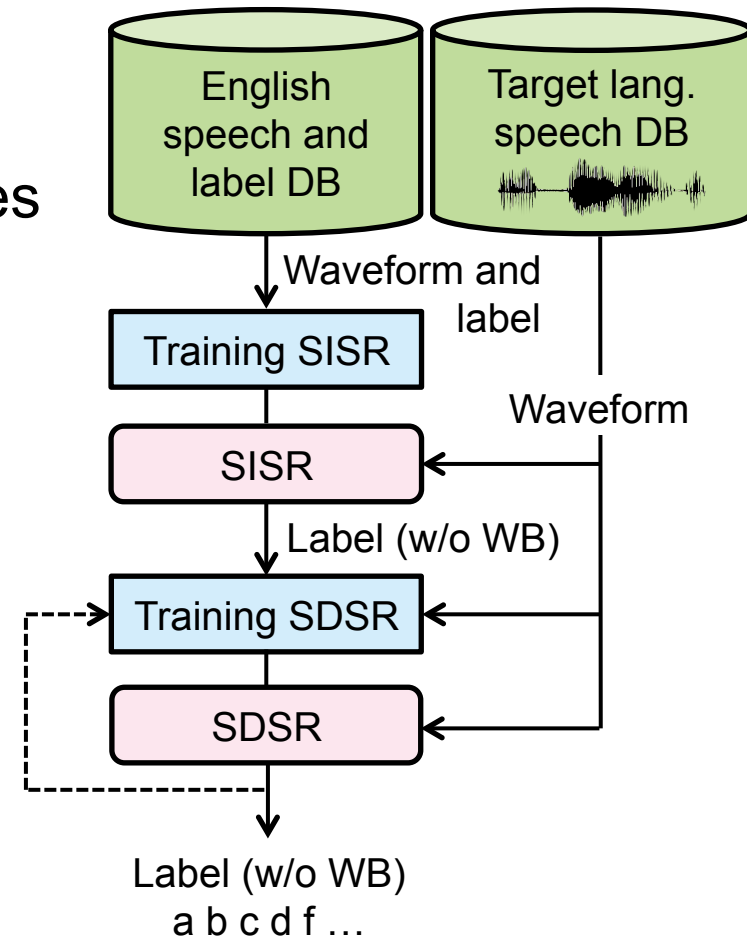 English
speech and
label DB
Target lang.
speech DB
es
Waveform and
label
Training SISR
Waveform
SISR
Label (w/o WB)
Training SDSR
SDSR
Label (w/o WB)
a b c d f ...